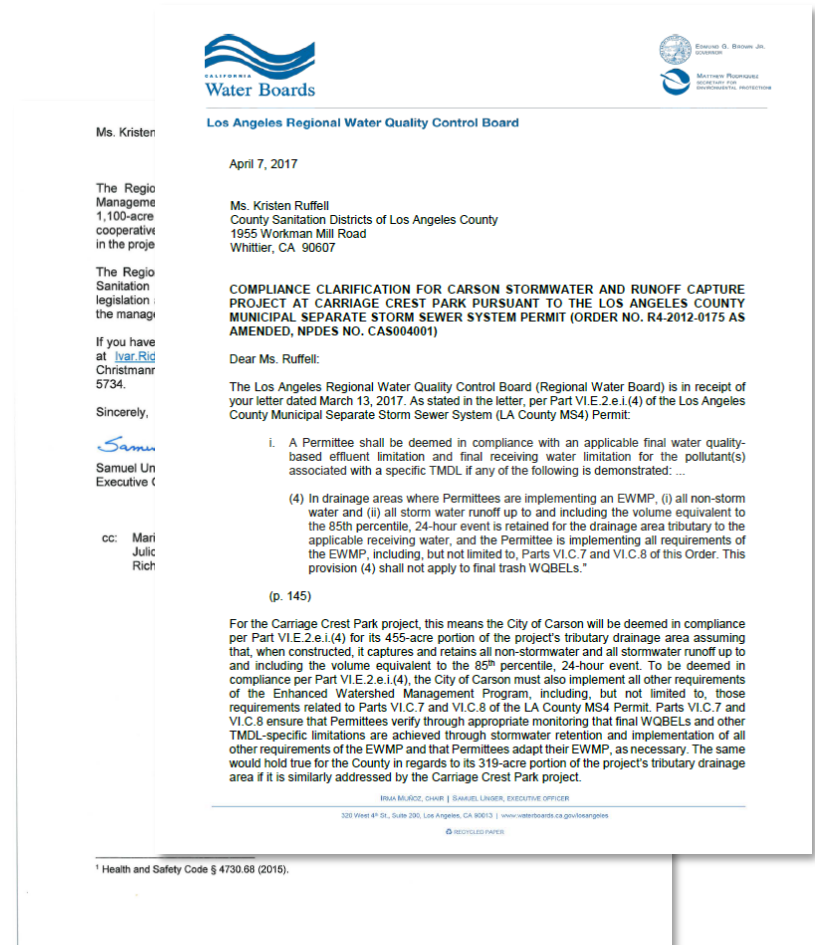 CALIFORNIA
Water Boards
EDMUND G. BROWN JR.
GOVERNOR
MATTHEW RODRIQUEZ
SECRETARY FOR
ENVIRONMENTAL PROTECTION
Los Angeles Regional Water Quality Control Board
April 7, 2017
Ms. Kristen Ruffell
County Sanitation Districts of Los Angeles County
1955 Workman Mill Road
Whittier, CA 90607
COMPLIANCE CLARIFICATION FOR CARSON STORMWATER AND RUNOFF CAPTURE
PROJECT AT CARRIAGE CREST PARK PURSUANT TO THE LOS ANGELES COUNTY
MUNICIPAL SEPARATE STORM SEWER SYSTEM PERMIT (ORDER NO. R4-2012-0175 AS
AMENDED, NPDES NO. CAS004001)
Dear Ms. Ruffell:
The Los Angeles Regional Water Quality Control Board (Regional Water Board) is in receipt of
your letter dated March 13, 2017. As stated in the letter, per Part VI.E.2.e.i.(4) of the Los Angeles
County Municipal Separate Storm Sewer System (LA County MS4) Permit:
i. A Permittee shall be deemed in compliance with an applicable final water quality-
based effluent limitation and final receiving water limitation for the pollutant(s)
associated with a specific TMDL if any of the following is demonstrated: ...
(4) In drainage areas where Permittees are implementing an EWMP, (i) all non-storm
water and (ii) all storm water runoff up to and including the volume equivalent to
the 85th percentile, 24-hour event is retained for the drainage area tributary to the
applicable receiving water, and the Permittee is implementing all requirements of
the EWMP, including, but not limited to, Parts VI.C.7 and VI.C.8 of this Order. This
provision (4) shall not apply to final trash WQBELs."
(p. 145)
For the Carriage Crest Park project, this means the City of Carson will be deemed in compliance
per Part VI.E.2.e.i.(4) for its 455-acre portion of the project's tributary drainage area assuming
that, when constructed, it captures and retains all non-stormwater and all stormwater runoff up to
and including the volume equivalent to the 85th percentile, 24-hour event. To be deemed in
compliance per Part VI.E.2.e.i.(4), the City of Carson must also implement all other requirements
of the Enhanced Watershed Management Program, including, but not limited to, those
requirements related to Parts VI.C.7 and VI.C.8 of the LA County MS4 Permit. Parts VI.C.7 and
VI.C.8 ensure that Permittees verify through appropriate monitoring that final WQBELs and other
TMDL-specific limitations are achieved through stormwater retention and implementation of all
other requirements of the EWMP and that Permittees adapt their EWMP, as necessary. The same
would hold true for the County in regards to its 319-acre portion of the project's tributary drainage
area if it is similarly addressed by the Carriage Crest Park project.
IRMA MUÑOZ, CHAIR | SAMUEL UNGER, EXECUTIVE OFFICER
320 West 4th St., Suite 200, Los Angeles, CA 90013 | www.waterboards.ca.gov/losangeles
RECYCLED PAPER
Ms. Kristen
The Regio
Manageme
1,100-acre
cooperative
in the proje
The Regio
Sanitation
legislation
the manag
If you have
at Ivar.Rid
Christmanr
5734.
Sincerely,
Samuel Un
Executive
cc: Mari
Julic
Rich
1 Health and Safety Code § 4730.68 (2015).